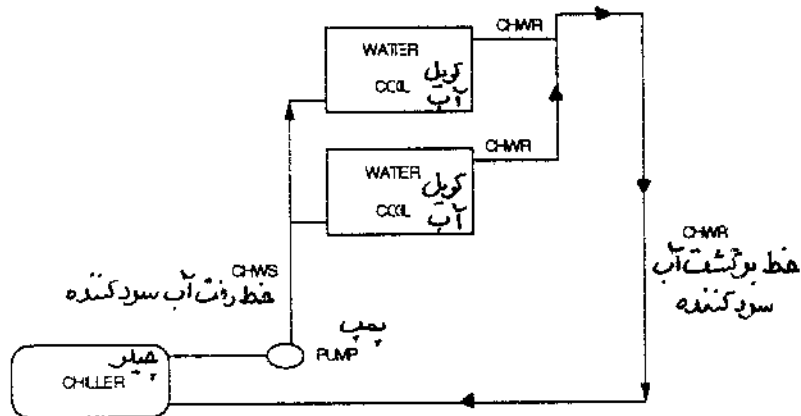 CHWR
WATTER
COIL
کویل
آب
CHWR
WATER
COIL
کویل
آب
CHWR
خط برگشت آب
سردکننده
CHWS
خط رفت آب سردکننده
پمپ
PUMP
چیلر
CHILLER